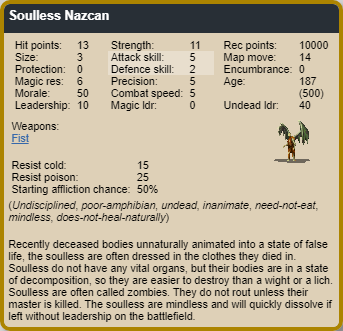 Soulless Nazcan
Hit points: 13 Strength: 11 Rec points: 10000
Size: 3 Attack skill: 5 Map move: 14
Protection: 0 Defence skill: 2 Encumbrance: 0
Magic res: 6 Precision: 5 Age: 187
Morale: 50 Combat speed: 5 (500)
Leadership: 10 Magic ldr: 0 Undead ldr: 40
Weapons:
Fist
Resist cold: 15
Resist poison: 25
Starting affliction chance: 50%
(Undisciplined, poor-amphibian, undead, inanimate, need-not-eat,
mindless, does-not-heal-naturally)
Recently deceased bodies unnaturally animated into a state of false
life, the soulless are often dressed in the clothes they died in.
Soulless do not have any vital organs, but their bodies are in a state
of decomposition, so they are easier to destroy than a wight or a lich.
Soulless are often called zombies. They do not rout unless their
master is killed. The soulless are mindless and will quickly dissolve if
left without leadership on the battlefield.